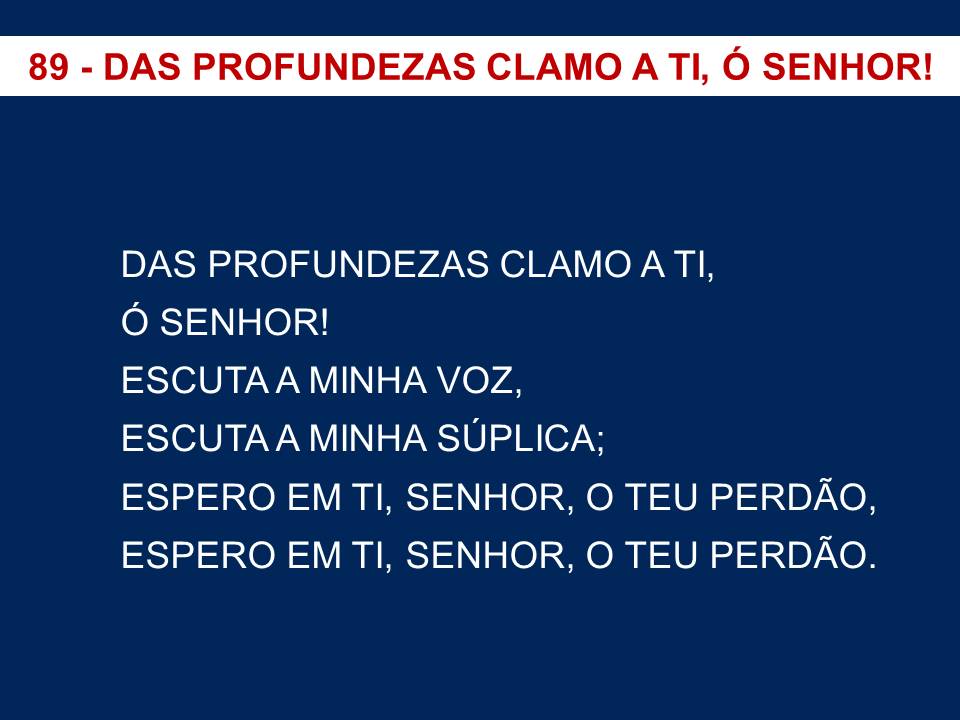 89 - DAS PROFUNDEZAS CLAMO A TI, Ó SENHOR!
DAS PROFUNDEZAS CLAMO A TI,
Ó SENHOR!
ESCUTA A MINHA VOZ,
ESCUTA A MINHA SÚPLICA;
ESPERO EM TI, SENHOR, O TEU PERDÃO,
ESPERO EM TI, SENHOR, O TEU PERDÃO.